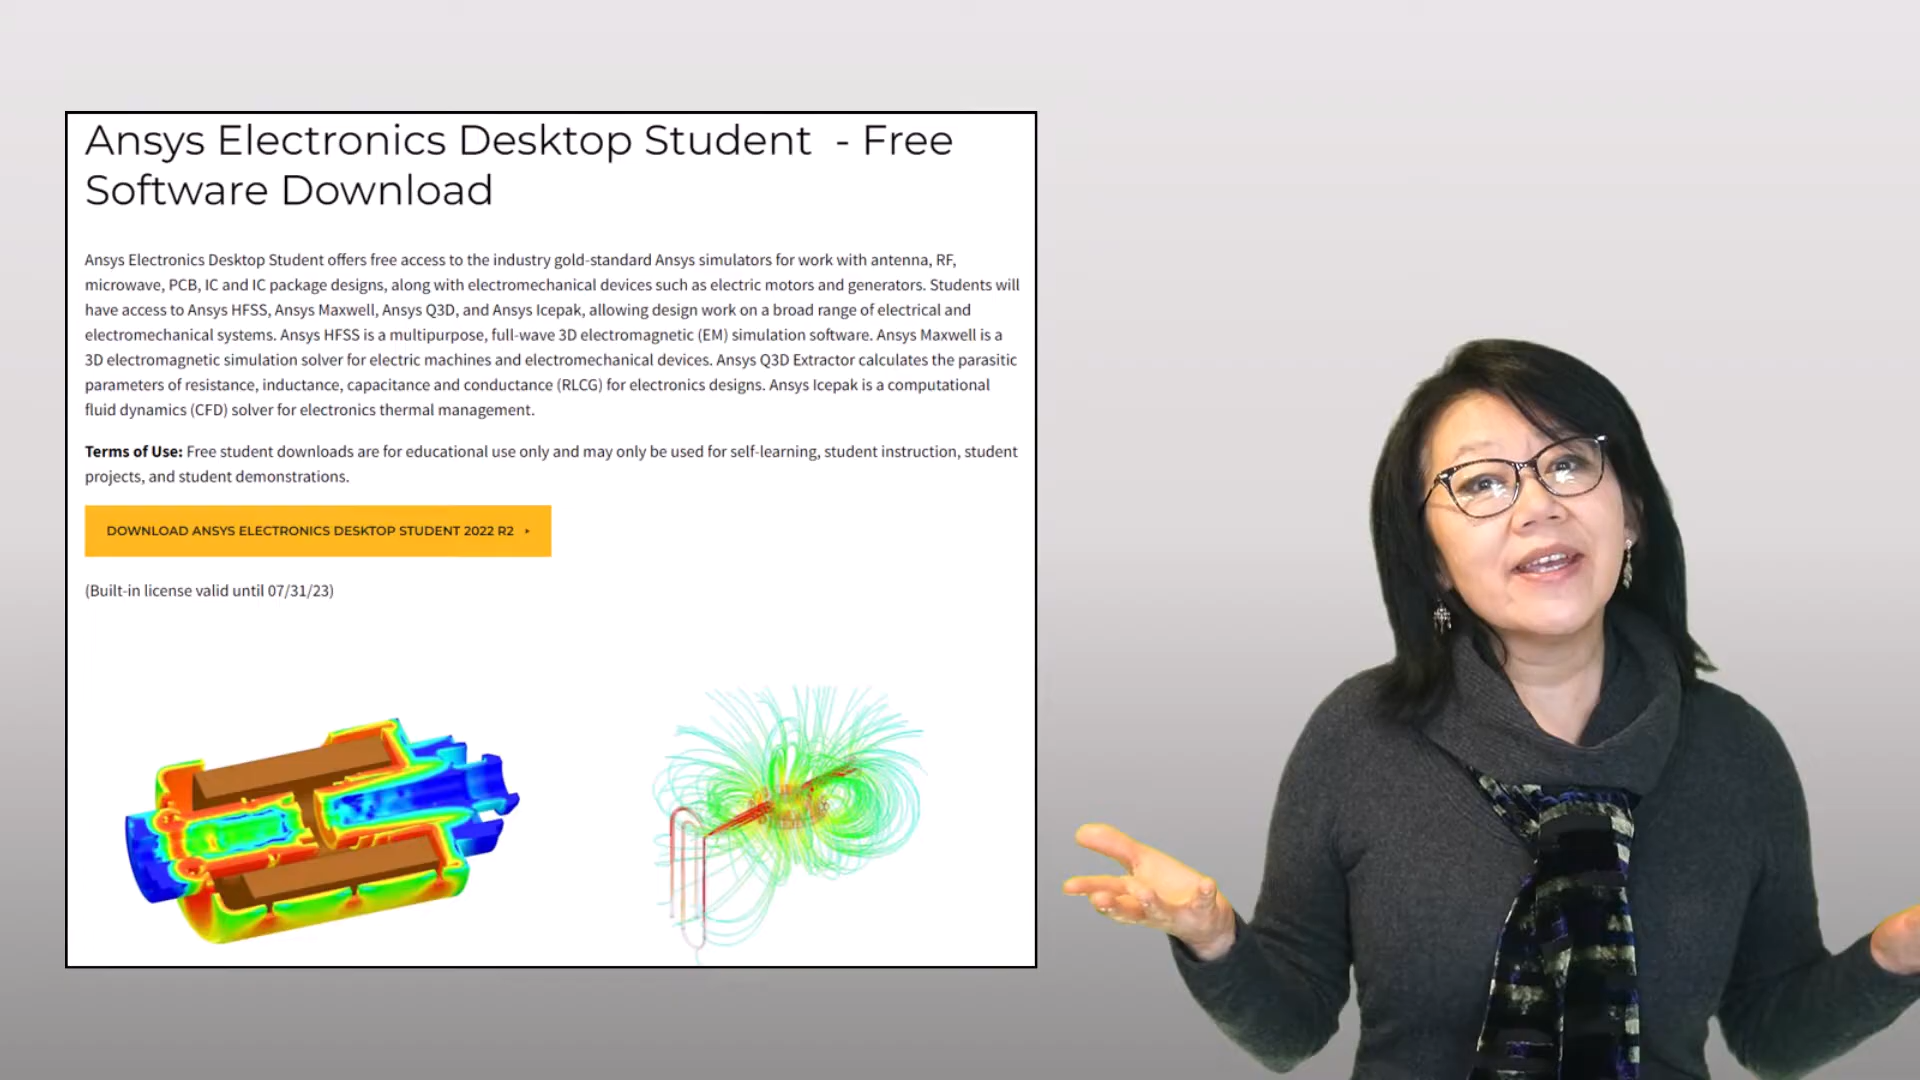 Ansys Electronics Desktop Student - Free
Software Download
Ansys Electronics Desktop Student offers free access to the industry gold-standard Ansys simulators for work with antenna, RF,
microwave, PCB, IC and IC package designs, along with electromechanical devices such as electric motors and generators. Students will
have access to Ansys HFSS, Ansys Maxwell, Ansys Q3D, and Ansys Icepak, allowing design work on a broad range of electrical and
electromechanical systems. Ansys HFSS is a multipurpose, full-wave 3D electromagnetic (EM) simulation software. Ansys Maxwell is a
3D electromagnetic simulation solver for electric machines and electromechanical devices. Ansys Q3D Extractor calculates the parasitic
parameters of resistance, inductance, capacitance and conductance (RLCG) for electronics designs. Ansys Icepak is a computational
fluid dynamics (CFD) solver for electronics thermal management.
Terms of Use: Free student downloads are for educational use only and may only be used for self-learning, student instruction, student
projects, and student demonstrations.
DOWNLOAD ANSYS ELECTRONICS DESKTOP STUDENT 2022 R2
(Built-in license valid until 07/31/23)